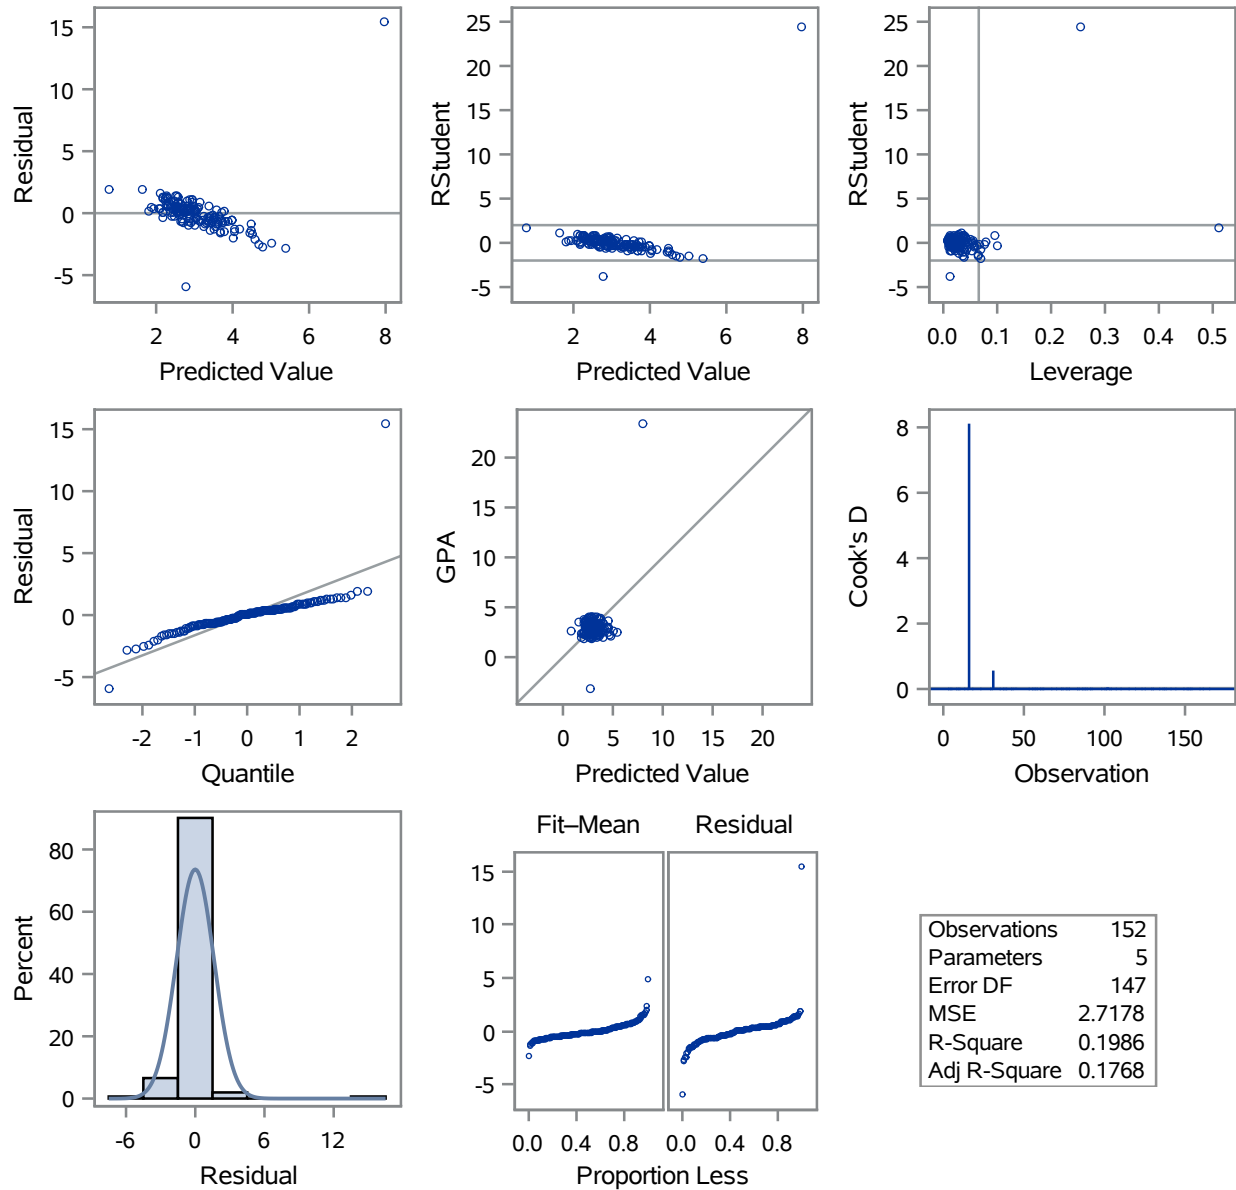 15
10
5
0
-5
Residual
2 4 6 8
Predicted Value
25
20
15
10
5
0
-5
RStudent
2 4 6 8
Predicted Value
25
20
15
10
5
0
-5
RStudent
0.0 0.1 0.2 0.3 0.4 0.5
Leverage
15
10
5
0
-5
Residual
-2 -1 0 1 2
Quantile
20
15
10
5
0
GPA
0 5 10 15 20
Predicted Value
8
6
4
2
0
Cook's D
0 50 100 150
Observation
80
60
40
20
0
Percent
-6 0 6 12
Residual
Fit–Mean Residual
15
10
5
0
-5
0.0 0.4 0.8 0.0 0.4 0.8
Proportion Less
Observations 152
Parameters 5
Error DF 147
MSE 2.7178
R-Square 0.1986
Adj R-Square 0.1768